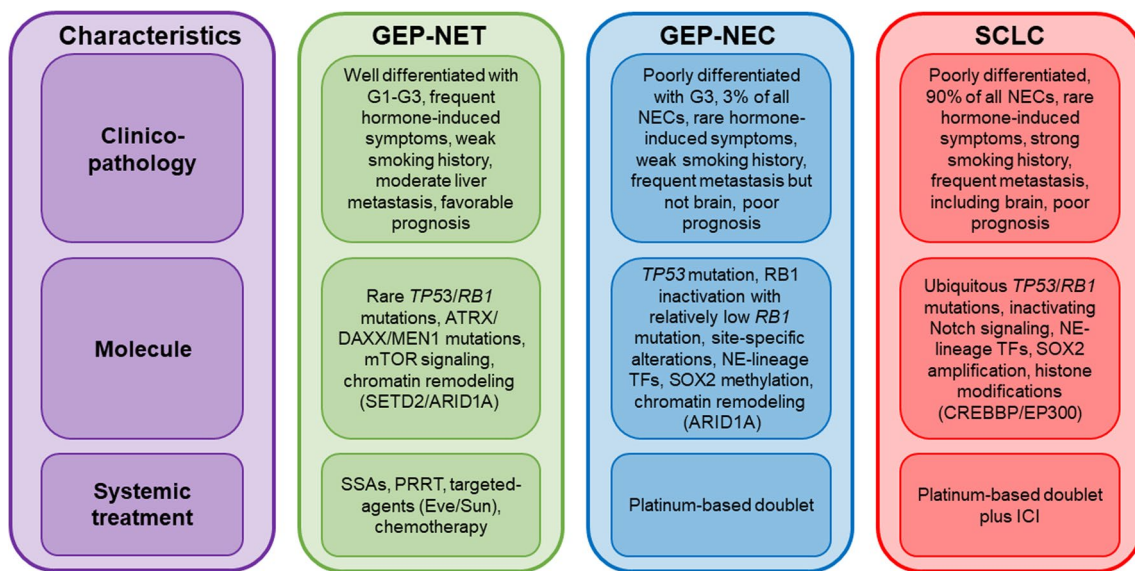 Characteristics
Clinico-
pathology
Molecule
Systemic
treatment
GEP-NET
Well differentiated with
G1-G3, frequent
hormone-induced
symptoms, weak
smoking history,
moderate liver
metastasis, favorable
prognosis
Rare TP53/RB1
mutations, ATRX/
DAXX/MEN1 mutations,
mTOR signaling,
chromatin remodeling
(SETD2/ARID1A)
SSAs, PRRT, targeted-
agents (Eve/Sun),
chemotherapy
GEP-NEC
Poorly differentiated
with G3, 3% of all
NECs, rare hormone-
induced symptoms,
weak smoking history,
frequent metastasis but
not brain, poor
prognosis
TP53 mutation, RB1
inactivation with
relatively low RB1
mutation, site-specific
alterations, NE-lineage
TFs, SOX2 methylation,
chromatin remodeling
(ARID1A)
Platinum-based doublet
SCLC
Poorly differentiated,
90% of all NECs, rare
hormone-induced
symptoms, strong
smoking history,
frequent metastasis,
including brain, poor
prognosis
Ubiquitous TP53/RB1
mutations, inactivating
Notch signaling, NE-
lineage TFs, SOX2
amplification, histone
modifications
(CREBBP/EP300)
Platinum-based doublet
plus ICI